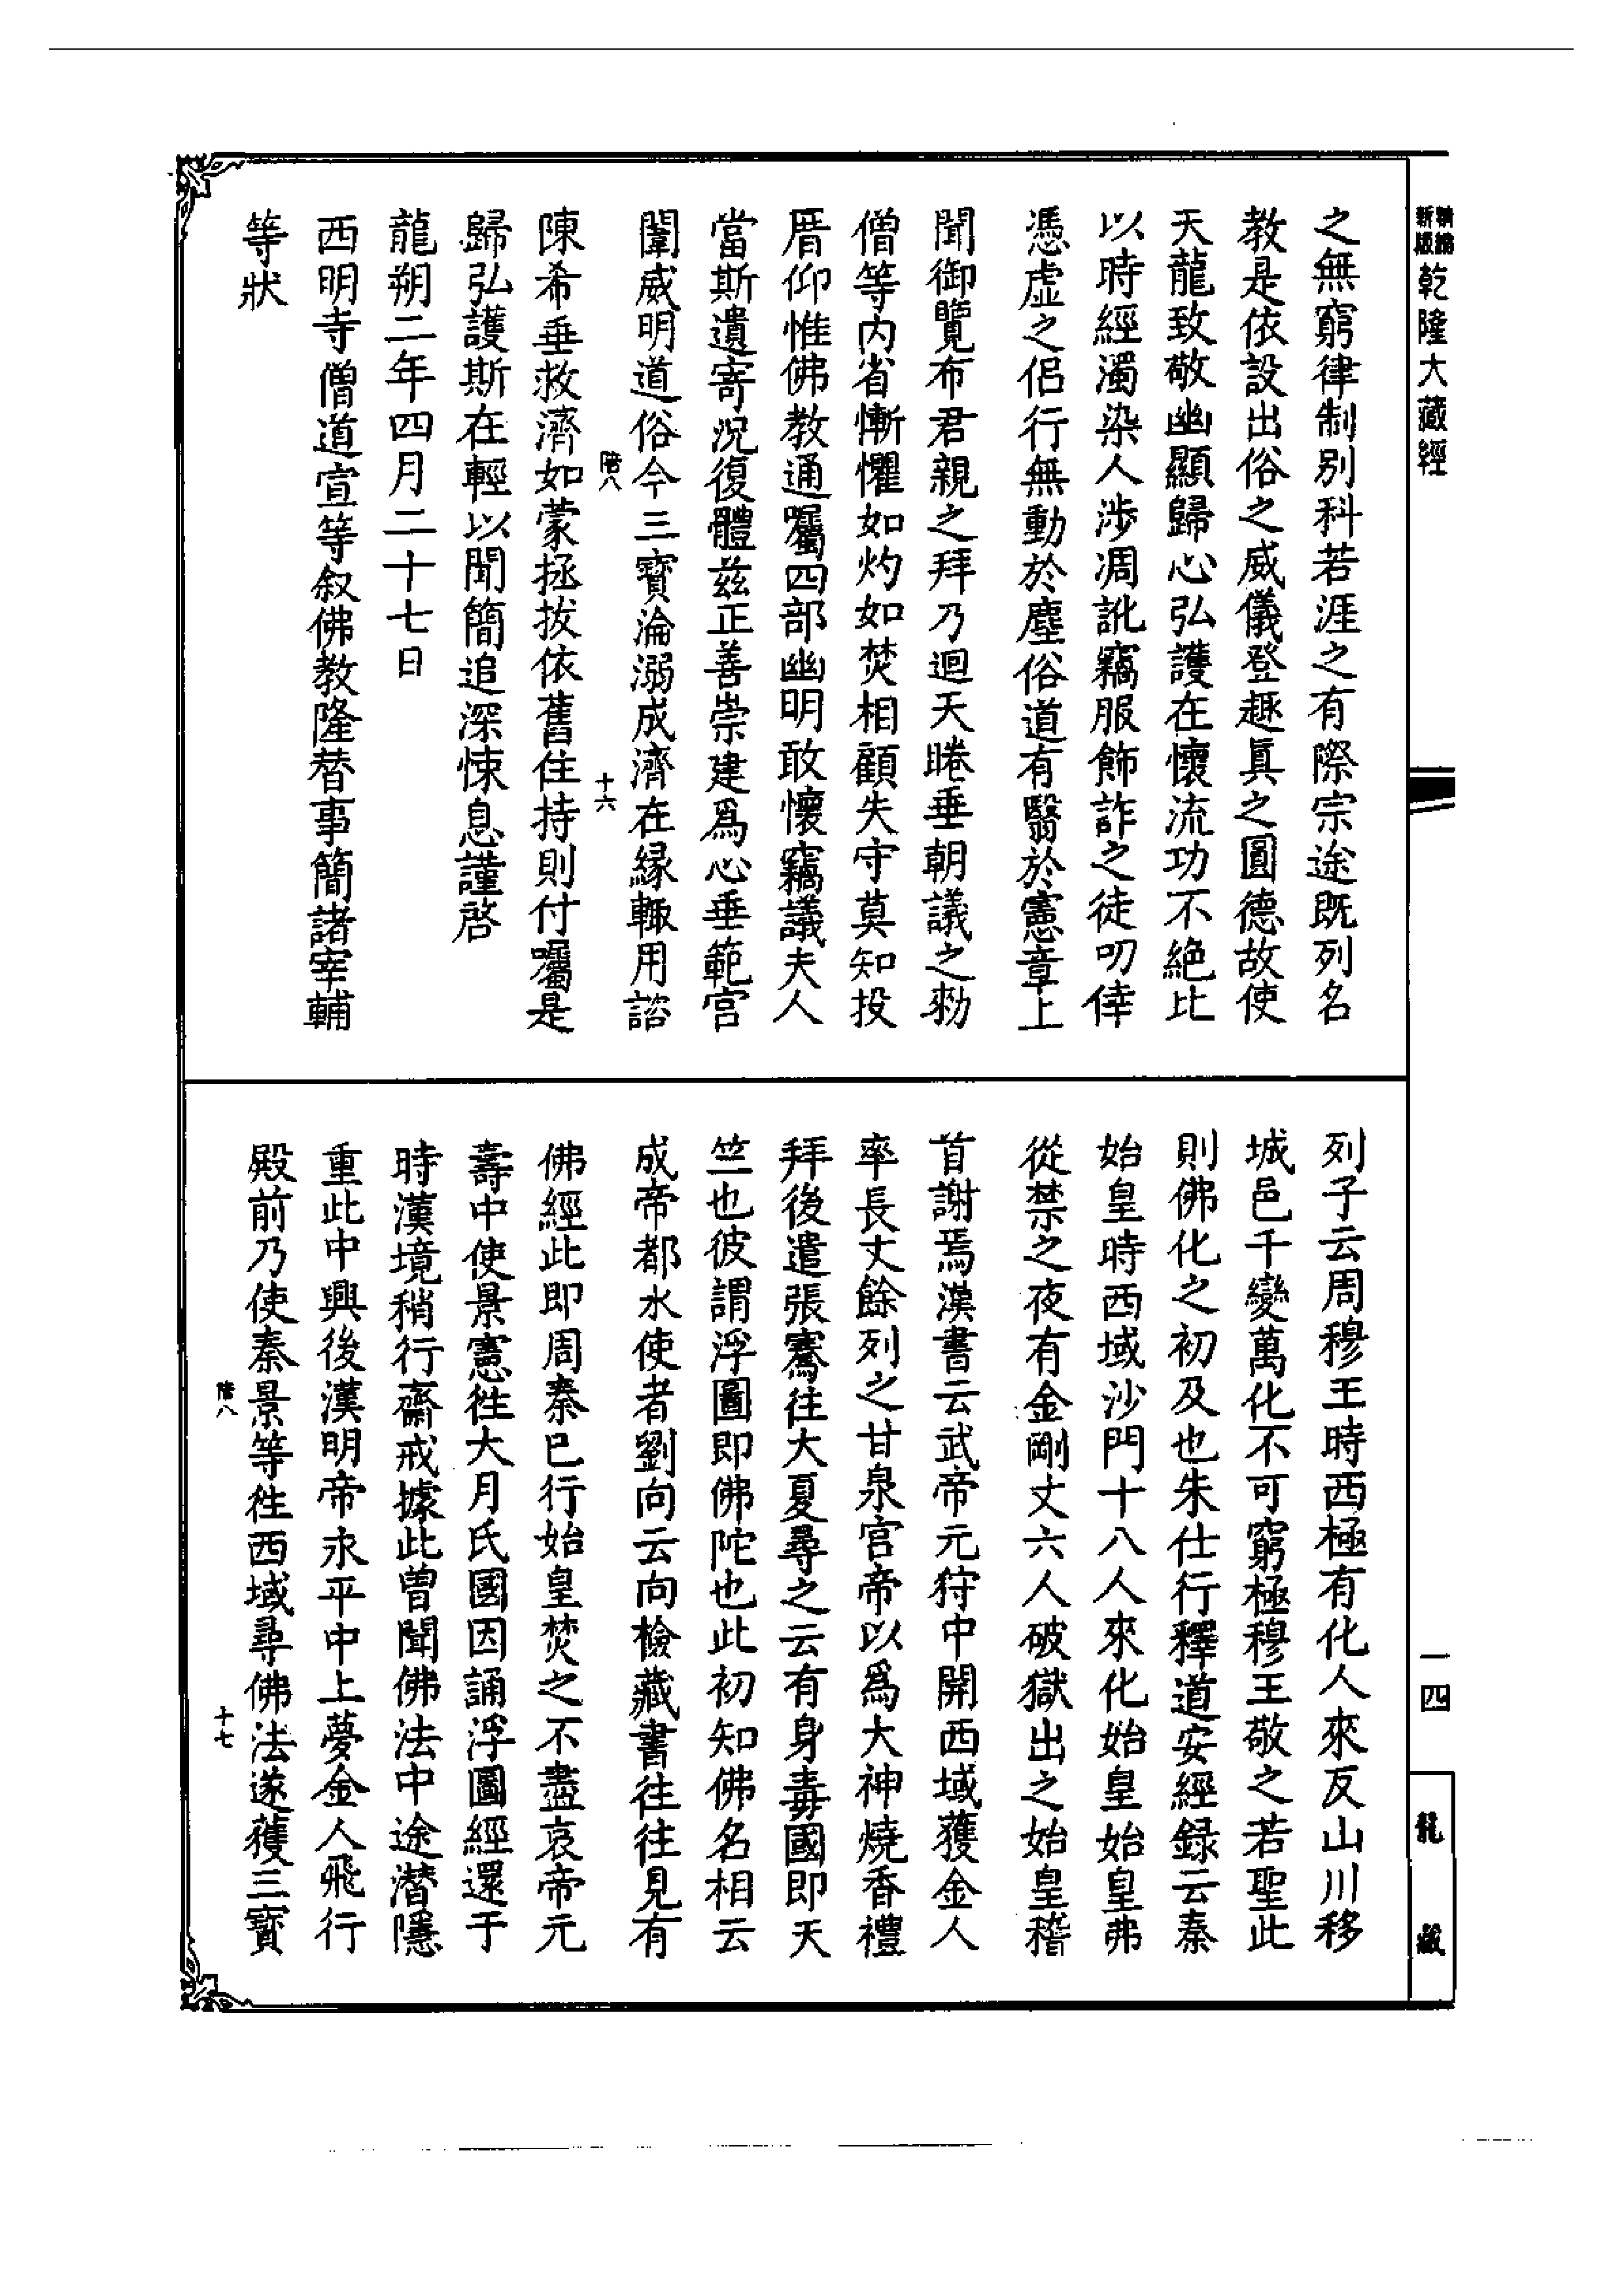 新編
新版
乾隆大藏經
之無窮律制別科若涯之有際宗途既列名
教是依設出俗之威儀登趣真之圓德故使
天龍致敬幽顯歸心弘護在懷流功不絕比
以時經濁染人涉凋訛竊服飾詐之徒叨倖
憑虛之侶行無動於塵俗道有翳於憲章上
聞御覽布君親之拜乃迴天睠垂朝議之勑
僧等内省慚懼如灼如焚相顧失守莫知投
厝仰惟佛教通囑四部幽明敢懷竊議夫人
當斯遺寄況復體茲正善崇建爲心垂範宫
闈威明道俗今三寶淪溺成濟在緣輒用諮
隋八
十六
陳希垂救濟如蒙拯拔依舊住持則付囑是
歸弘護斯在輕以聞簡追深悚息謹啓
龍朔二年四月二十七日
西明寺僧道宣等叙佛教隆替事簡諸宰輔
等狀
列子云周穆王時西極有化人來反山川移
城邑千變萬化不可窮極穆王敬之若聖此
則佛化之初及也朱仕行釋道安經録云秦
始皇時西域沙門十八人來化始皇始皇弗
從禁之夜有金剛丈六人破獄出之始皇稽
首謝焉漢書云武帝元狩中開西域獲金人
率長丈餘列之甘泉宮帝以爲大神燒香禮
拜後遣張騫往大夏尋之云有身毒國即天
竺也彼謂浮圖即佛陀也此初知佛名相云
成帝都水使者劉向云向檢藏書往往見有
佛經此即周秦已行始皇焚之不盡哀帝元
壽中使景憲往大月氏國因誦浮圖經還于
時漢境稍行齋戒據此曽聞佛法中途潛隱
重此中興後漢明帝永平中上夢金人飛行
殿前乃使秦景等往西域尋佛法遂獲三寶
隋八
十七
一四
龍
藏